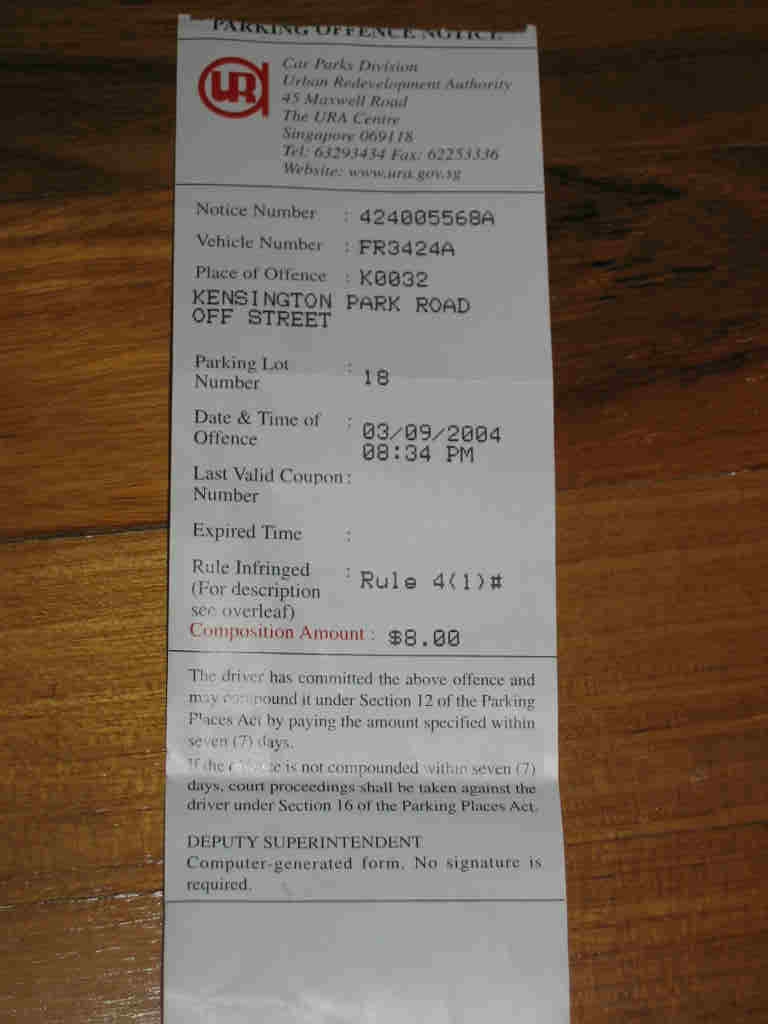 PARKING OFFENCE NOTICE
UR
Car Parks Division
Urban Redevelopment Authority
45 Maxwell Road
The URA Centre
Singapore 069118
Tel: 63293434 Fax: 62253336
Website: www.ura.gov.sg
Notice Number : 424005568A
Vehicle Number : FR3424A
Place of Offence : K0032
KENSINGTON PARK ROAD
OFF STREET
Parking Lot Number : 18
Date & Time of Offence : 03/09/2004
08:34 PM
Last Valid Coupon :
Number
Expired Time :
Rule Infringed : Rule 4(1)#
(For description
see overleaf)
Composition Amount : $8.00
The driver has committed the above offence and
may compound it under Section 12 of the Parking
Places Act by paying the amount specified within
seven (7) days.
If the is not compounded within seven (7)
days, court proceedings shall be taken against the
driver under Section 16 of the Parking Places Act.
DEPUTY SUPERINTENDENT
Computer-generated form. No signature is
required.